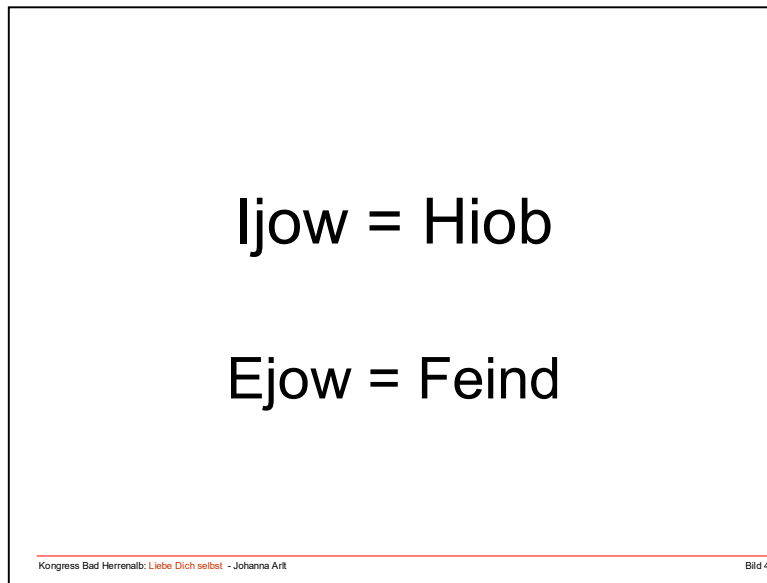 Ijow = Hiob
Ejow = Feind
Kongress Bad Herrenalb: Liebe Dich selbst - Johanna Arlt Bild 4